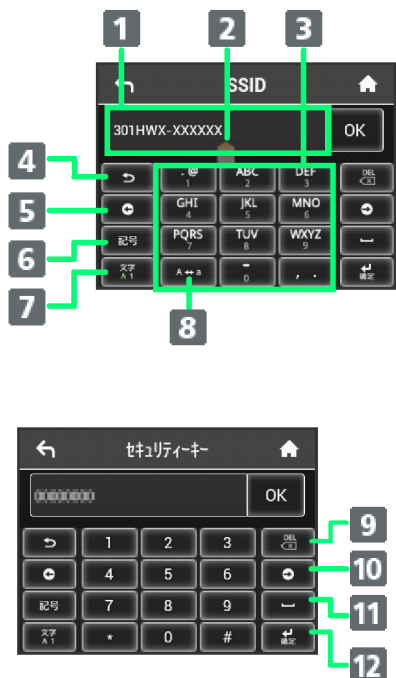 1 2 3
SSID
301HWX-XXXXXX OK
4 . @ 1 ABC 2 DEF 3 DEL
5 GHI 4 JKL 5 MNO 6
6 記号 PQRS 7 TUV 8 WXYZ 9
7 文字 A 1 A ↔ a - 0 , . 確定
8
セキュリティーキー
OK
1 2 3 DEL 9
4 5 6 10
記号 7 8 9 11
文字 A 1 * 0 # 確定 12